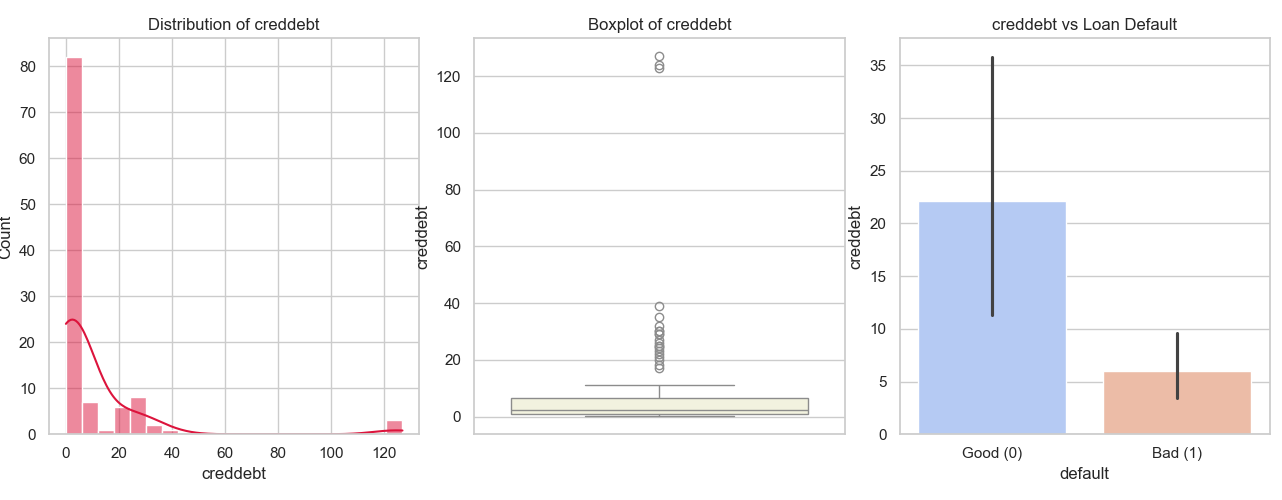 Distribution of creddebt
80
70
60
50
40
30
20
10
0
Count
0 20 40 60 80 100 120
creddebt
Boxplot of creddebt
120
100
80
60
40
20
0
creddebt
creddebt vs Loan Default
35
30
25
20
15
10
5
0
creddebt
Good (0) Bad (1)
default